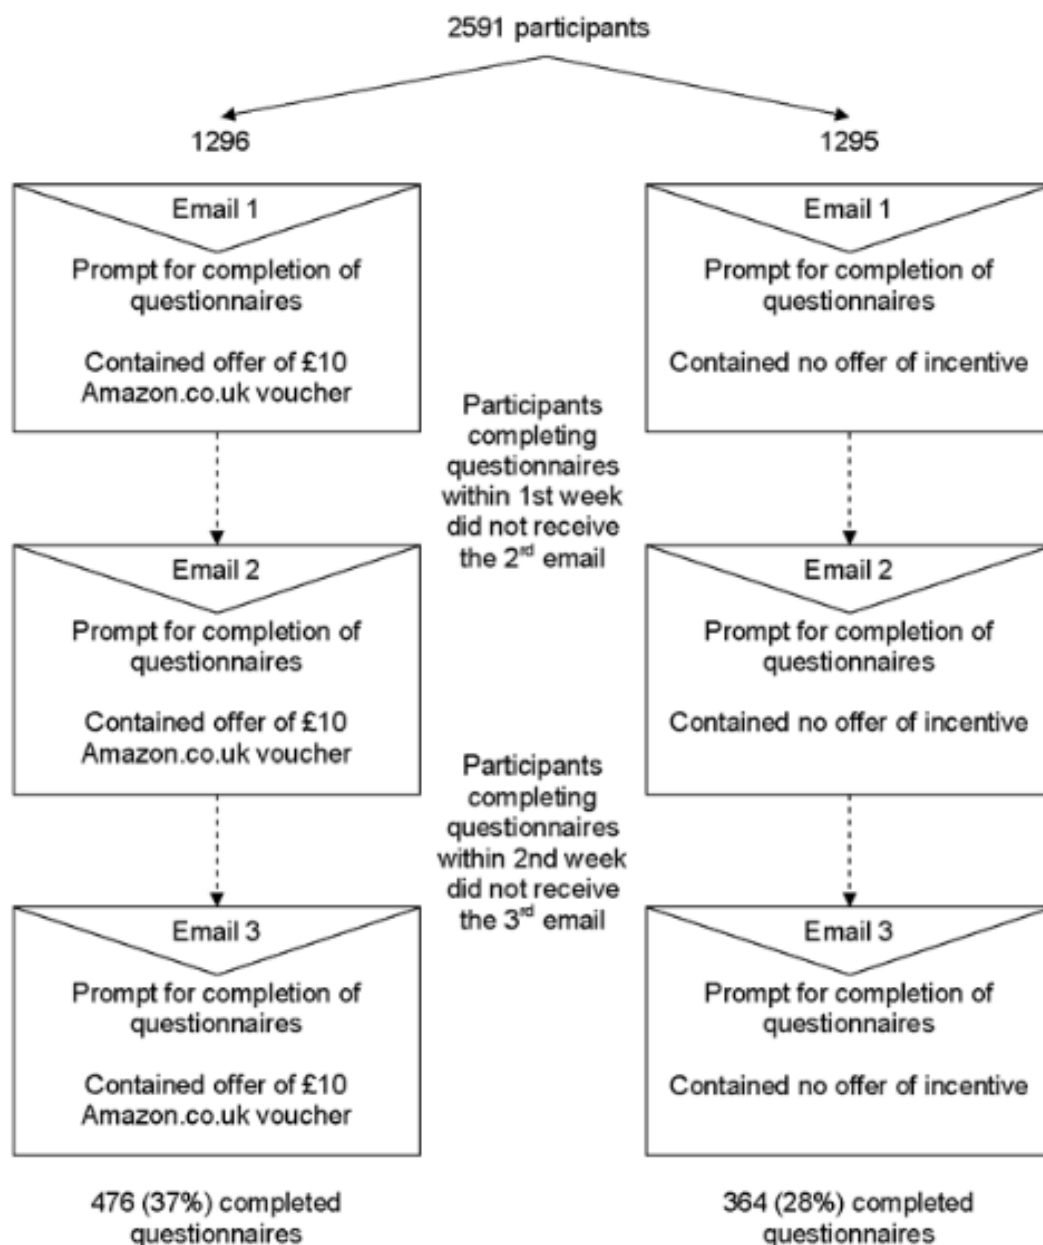 2591 participants
1296
1295
Email 1
Prompt for completion of
questionnaires
Contained offer of £10
Amazon.co.uk voucher
Email 1
Prompt for completion of
questionnaires
Contained no offer of incentive
Participants
completing
questionnaires
within 1st week
did not receive
the 2rd email
Email 2
Prompt for completion of
questionnaires
Contained offer of £10
Amazon.co.uk voucher
Email 2
Prompt for completion of
questionnaires
Contained no offer of incentive
Participants
completing
questionnaires
within 2nd week
did not receive
the 3rd email
Email 3
Prompt for completion of
questionnaires
Contained offer of £10
Amazon.co.uk voucher
Email 3
Prompt for completion of
questionnaires
Contained no offer of incentive
476 (37%) completed
questionnaires
364 (28%) completed
questionnaires